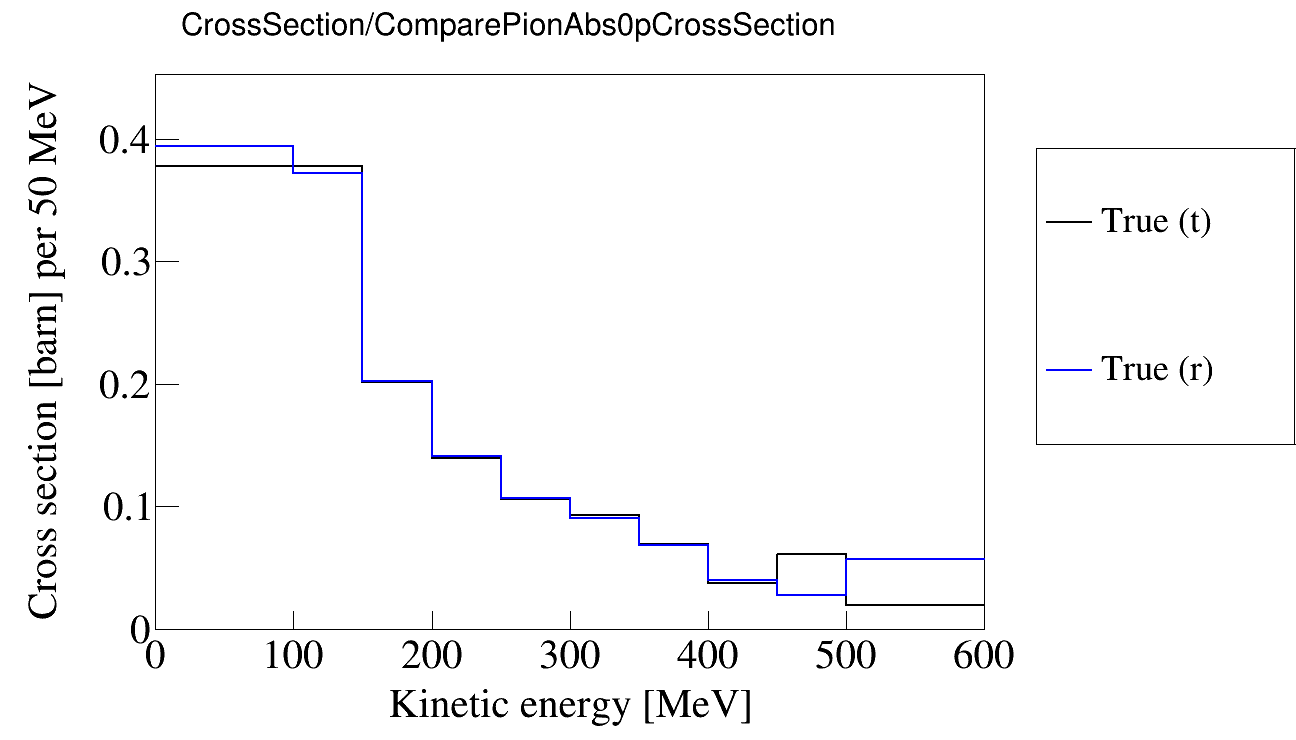 CrossSection/ComparePionAbs0pCrossSection
Cross section [barn] per 50 MeV
0.4
0.3
0.2
0.1
0
0 100 200 300 400 500 600
Kinetic energy [MeV]
True (t)
True (r)